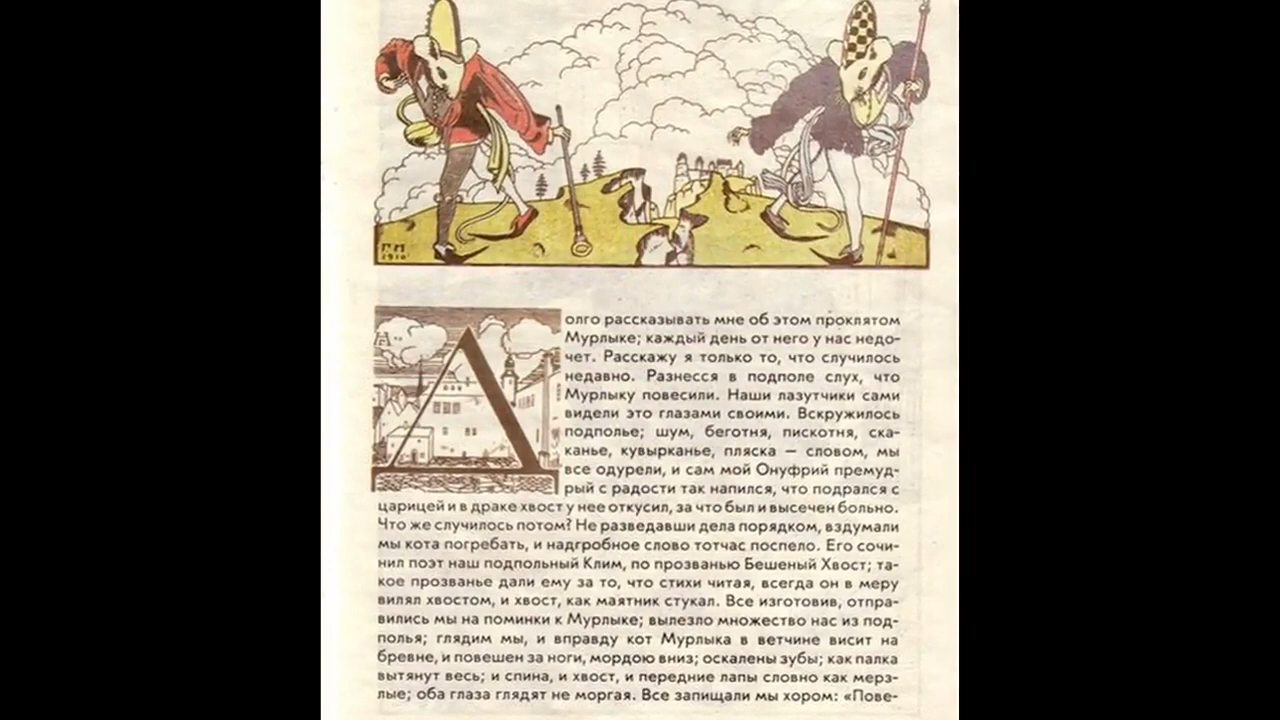 ГМ
1910
Долго рассказывать мне об этом проклятом
Мурлыке; каждый день от него у нас недо-
чет. Расскажу я только то, что случилось
недавно. Разнесся в подполе слух, что
Мурлыку повесили. Наши лазутчики сами
видели это глазами своими. Вскружилось
подполье; шум, беготня, пискотня, ска-
канье, кувырканье, пляска — словом, мы
все одурели, и сам мой Онуфрий премуд-
рый с радости так напился, что подрался с
царицей и в драке хвост у нее откусил, за что был и высечен больно.
Что же случилось потом? Не разведавши дела порядком, вздумали
мы кота погребать, и надгробное слово тотчас поспело. Его сочи-
нил поэт наш подпольный Клим, по прозванью Бешеный Хвост; та-
кое прозванье дали ему за то, что стихи читая, всегда он в меру
вилял хвостом, и хвост, как маятник стукал. Все изготовив, отпра-
вились мы на поминки к Мурлыке; вылезло множество нас из под-
полья; глядим мы, и вправду кот Мурлыка в ветчине висит на
бревне, и повешен за ноги, мордою вниз; оскалены зубы; как палка
вытянут весь; и спина, и хвост, и передние лапы словно как мерз-
лые; оба глаза глядят не моргая. Все запищали мы хором: «Пове-